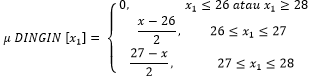 μ DINGIN [x₁] = { 0, x₁ ≤ 26 atau x₁ ≥ 28
(x − 26)/2, 26 ≤ x₁ ≤ 27
(27 − x)/2, 27 ≤ x₁ ≤ 28